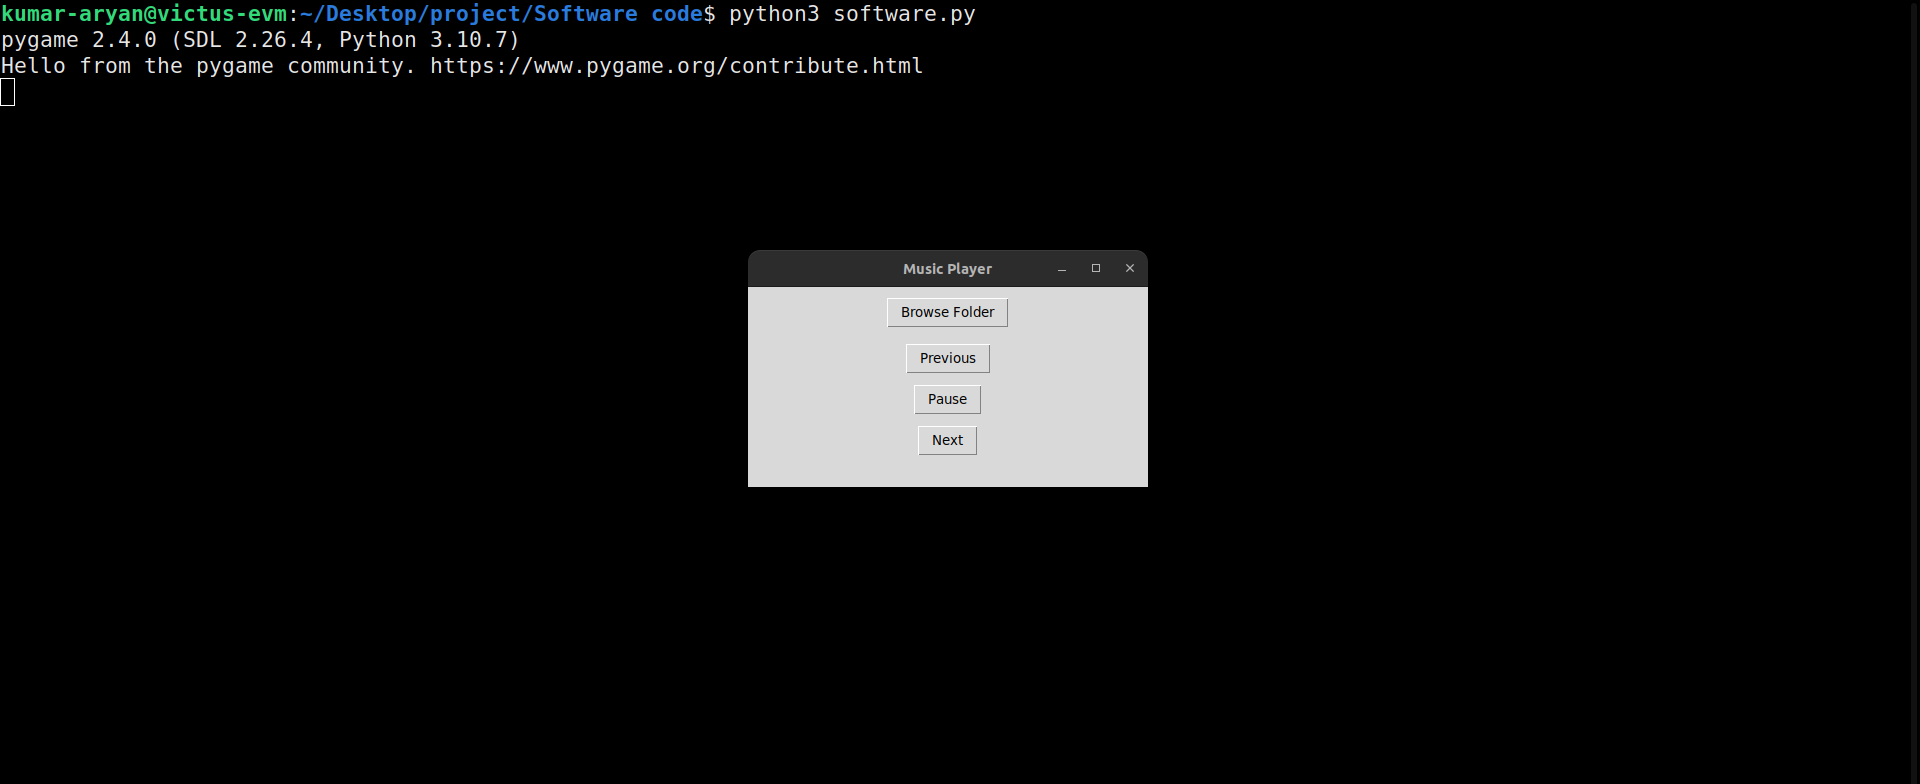 kumar-aryan@victus-evm:~/Desktop/project/Software code$ python3 software.py
pygame 2.4.0 (SDL 2.26.4, Python 3.10.7)
Hello from the pygame community. https://www.pygame.org/contribute.html
Music Player
Browse Folder
Previous
Pause
Next